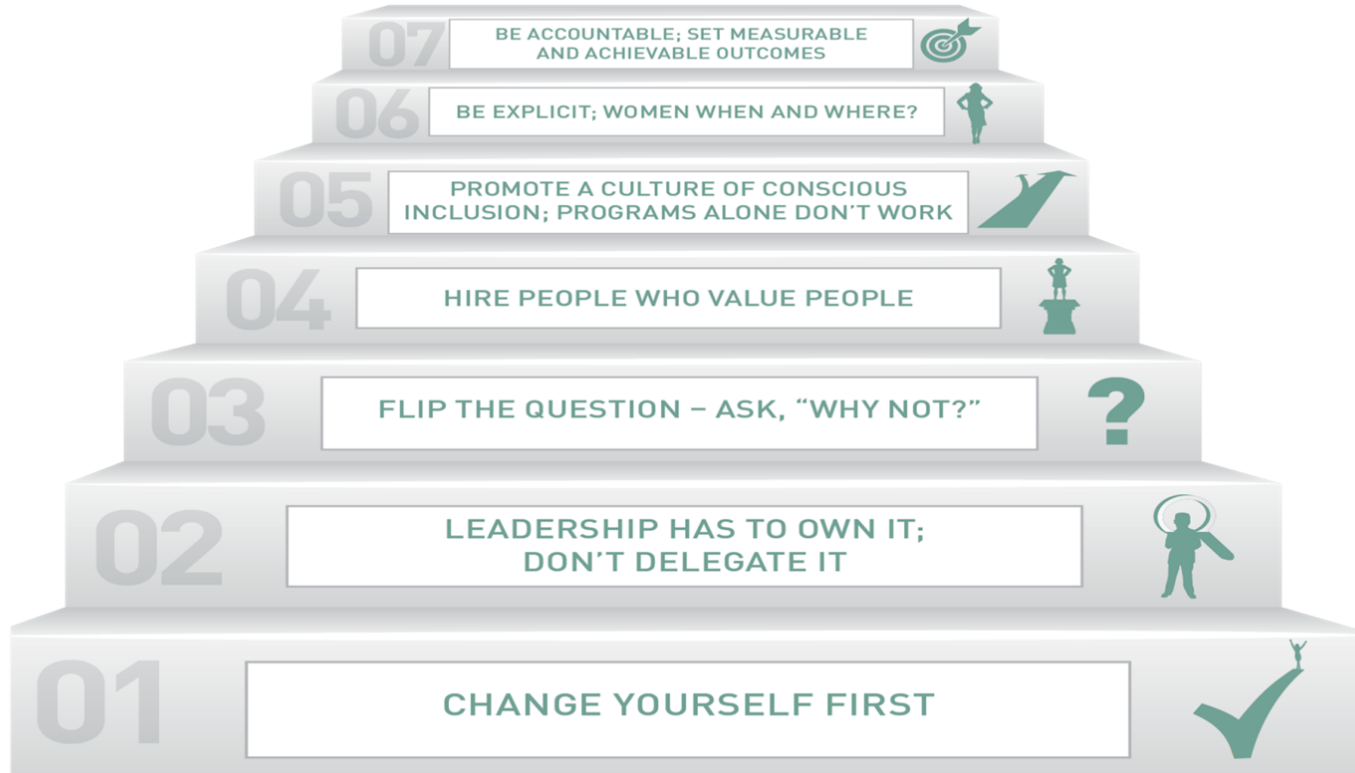 07
BE ACCOUNTABLE; SET MEASURABLE
AND ACHIEVABLE OUTCOMES
06
BE EXPLICIT; WOMEN WHEN AND WHERE?
05
PROMOTE A CULTURE OF CONSCIOUS
INCLUSION; PROGRAMS ALONE DON’T WORK
04
HIRE PEOPLE WHO VALUE PEOPLE
03
FLIP THE QUESTION – ASK, “WHY NOT?”
?
02
LEADERSHIP HAS TO OWN IT;
DON’T DELEGATE IT
01
CHANGE YOURSELF FIRST